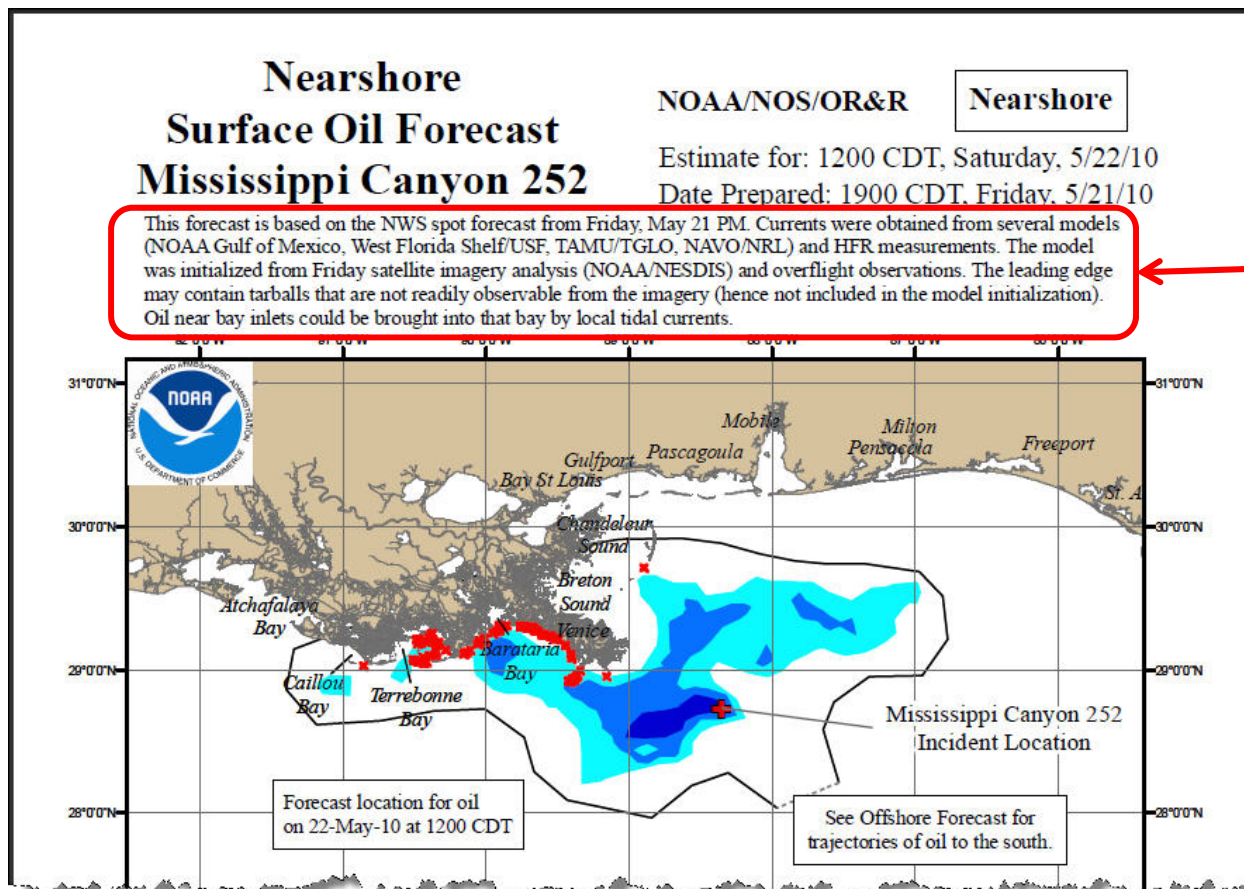 Nearshore
Surface Oil Forecast
Mississippi Canyon 252
NOAA/NOS/OR&R
Nearshore
Estimate for: 1200 CDT, Saturday, 5/22/10
Date Prepared: 1900 CDT, Friday, 5/21/10
This forecast is based on the NWS spot forecast from Friday, May 21 PM. Currents were obtained from several models
(NOAA Gulf of Mexico, West Florida Shelf/USF, TAMU/TGLO, NAVO/NRL) and HFR measurements. The model
was initialized from Friday satellite imagery analysis (NOAA/NESDIS) and overflight observations. The leading edge
may contain tarballs that are not readily observable from the imagery (hence not included in the model initialization).
Oil near bay inlets could be brought into that bay by local tidal currents.
NATIONAL OCEANIC AND ATMOSPHERIC ADMINISTRATION
NOAA
U.S. DEPARTMENT OF COMMERCE
31°0'0"N
31°0'0"N
Mobile
Milton
Pensacola
Freeport
Pascagoula
Gulfport
Bay St Louis
St. A
30°0'0"N
30°0'0"N
Chandeleur
Sound
Breton
Sound
Atchafalaya
Bay
Venice
Barataria
Bay
29°0'0"N
29°0'0"N
Caillou
Bay
Terrebonne
Bay
Mississippi Canyon 252
Incident Location
Forecast location for oil
on 22-May-10 at 1200 CDT
See Offshore Forecast for
trajectories of oil to the south.
28°0'0"N
28°0'0"N